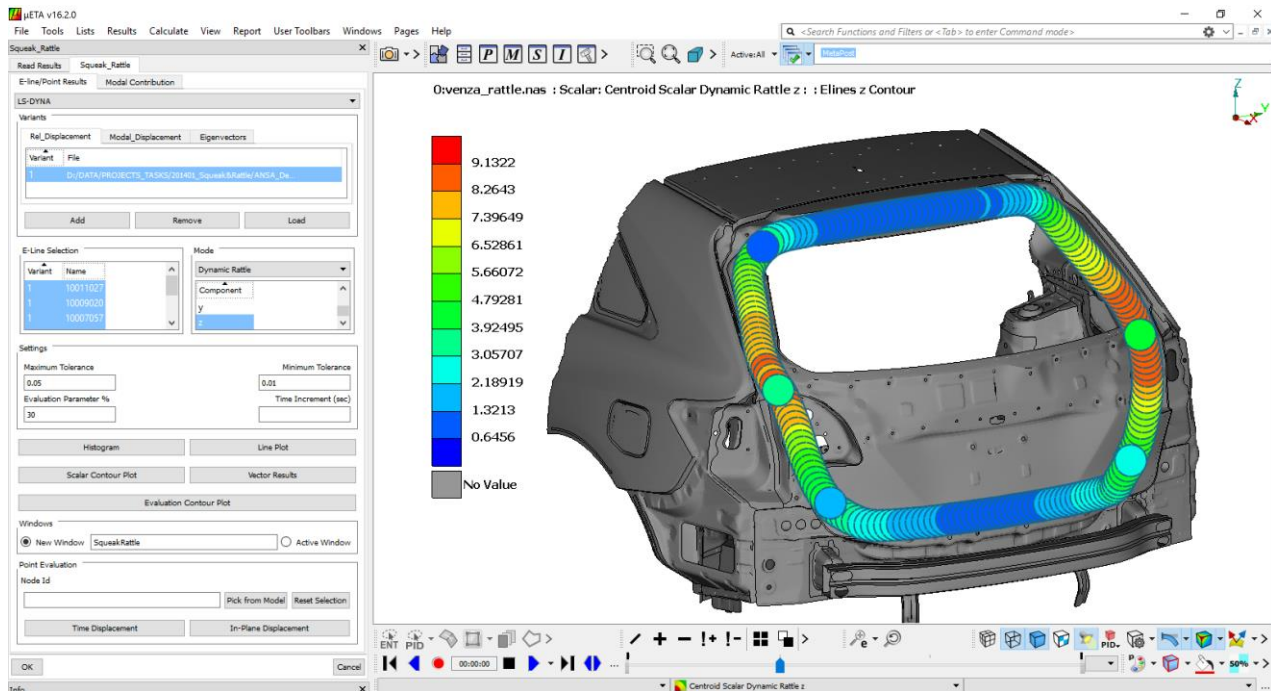 μETA v16.2.0
File Tools Lists Results Calculate View Report User Toolbars Windows Pages Help
<Search Functions and Filters or <Tab> to enter Command mode>
Squeak_Rattle
Read Results Squeak_Rattle
P M S I Active:All MetaPost
E-line/Point Results Modal Contribution
LS-DYNA
0:venza_rattle.nas : Scalar: Centroid Scalar Dynamic Rattle z : : Elines z Contour
Z
Y
X
Variants
Rel_Displacement Modal_Displacement Eigenvectors
Variant File
1 D:/DATA/PROJECTS_TASKS/201401_Squeak&Rattle/ANSA_De...
Add Remove Load
E-Line Selection Mode
Variant Name Dynamic Rattle
1 10011027 Component
1 10009020 y
1 10007057 z
Settings
Maximum Tolerance Minimum Tolerance
0.05 0.01
Evaluation Parameter % Time Increment (sec)
30
Histogram Line Plot
Scalar Contour Plot Vector Results
Evaluation Contour Plot
Windows
New Window SqueakRattle Active Window
Point Evaluation
Node Id
Pick from Model Reset Selection
Time Displacement In-Plane Displacement
OK Cancel
Info
9.1322
8.2643
7.39649
6.52861
5.66072
4.79281
3.92495
3.05707
2.18919
1.3213
0.6456
No Value
ENT PID PID
00:00:00 50%
Centroid Scalar Dynamic Rattle z